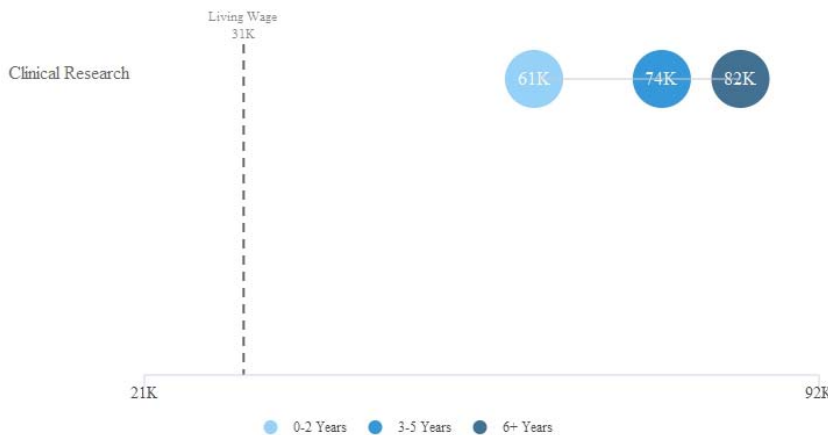 Living Wage
31K
Clinical Research
61K
74K
82K
21K
92K
0-2 Years
3-5 Years
6+ Years